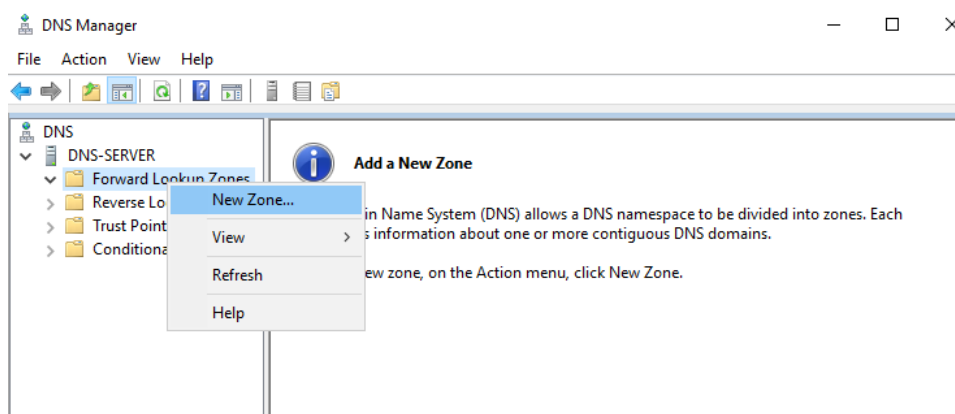 DNS Manager
File Action View Help
DNS
DNS-SERVER
Forward Lookup Zones
Reverse Lo
Trust Point
Conditiona
New Zone...
View
Refresh
Help
Add a New Zone
in Name System (DNS) allows a DNS namespace to be divided into zones. Each
s information about one or more contiguous DNS domains.
ew zone, on the Action menu, click New Zone.